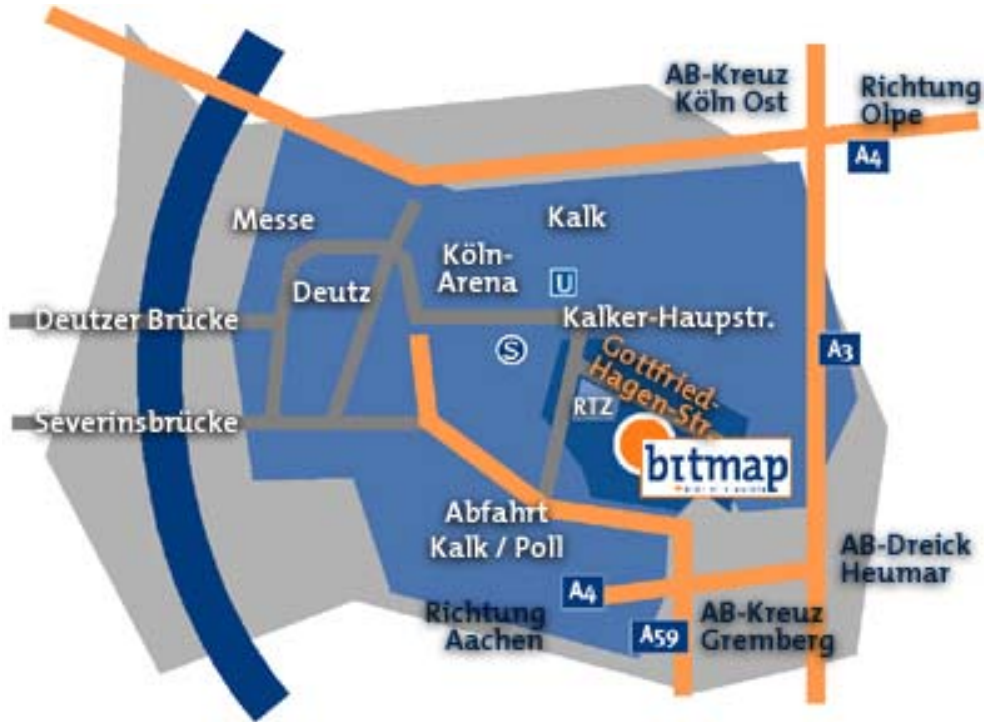 AB-Kreuz
Köln Ost
Richtung
Olpe
A4
Messe
Kalk
Köln-
Arena
U
Deutz
Deutzer Brücke
Kalker-Haupstr.
A3
S
Gottfried-
Hagen-Str.
RTZ
Severinsbrücke
bitmap
Abfahrt
Kalk / Poll
AB-Dreick
Heumar
A4
Richtung
Aachen
A59
AB-Kreuz
Gremberg